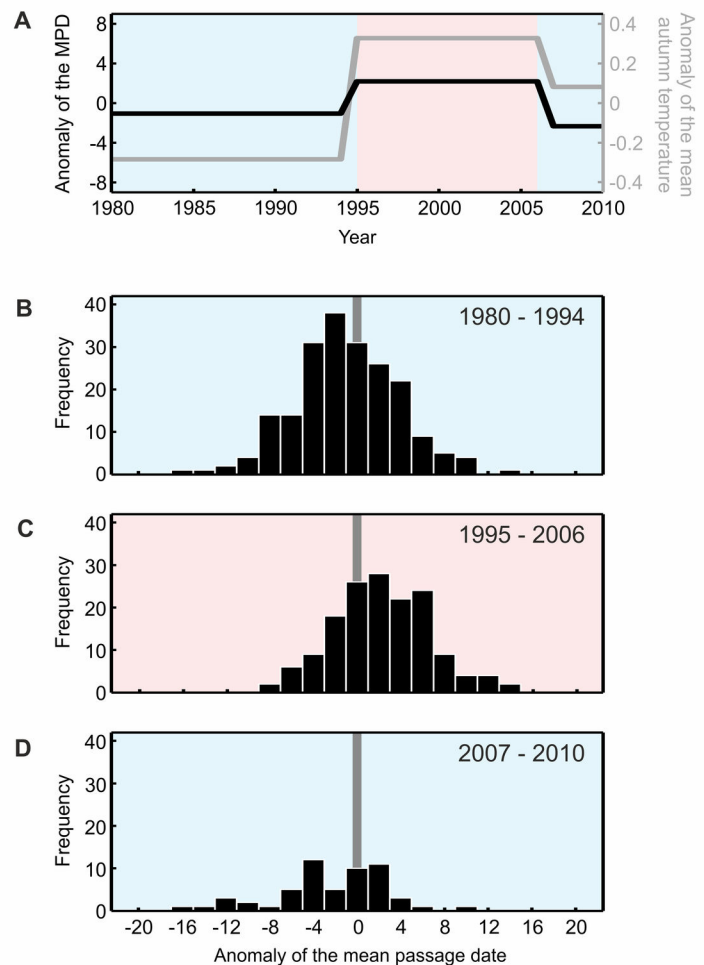 A
Anomaly of the MPD
8
4
0
-4
-8
0.4
0.2
0
-0.2
-0.4
Anomaly of the mean
autumn temperature
1980 1985 1990 1995 2000 2005 2010
Year
B
Frequency
40
30
20
10
0
1980 - 1994
C
Frequency
40
30
20
10
0
1995 - 2006
D
Frequency
40
30
20
10
0
2007 - 2010
-20 -16 -12 -8 -4 0 4 8 12 16 20
Anomaly of the mean passage date